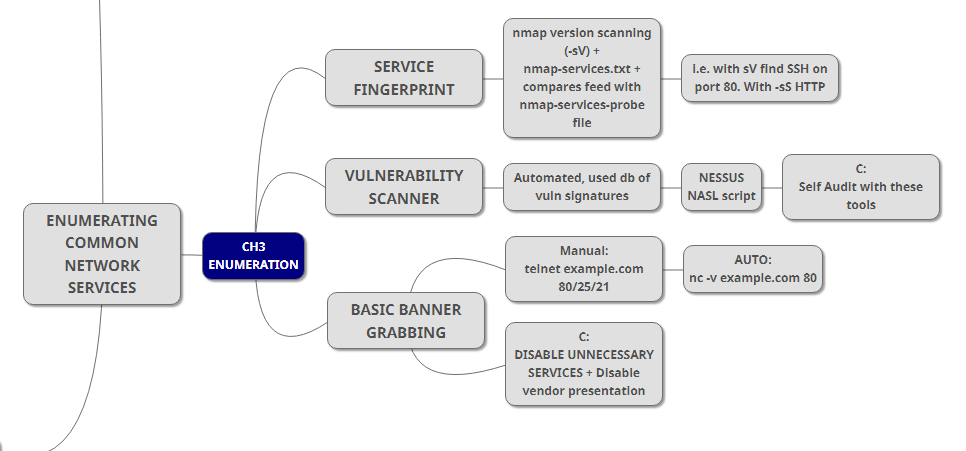 SERVICE
FINGERPRINT
nmap version scanning
(-sV) +
nmap-services.txt +
compares feed with
nmap-services-probe
file
i.e. with sV find SSH on
port 80. With -sS HTTP
VULNERABILITY
SCANNER
Automated, used db of
vuln signatures
NESSUS
NASL script
C:
Self Audit with these
tools
ENUMERATING
COMMON
NETWORK
SERVICES
CH3
ENUMERATION
BASIC BANNER
GRABBING
Manual:
telnet example.com
80/25/21
AUTO:
nc -v example.com 80
C:
DISABLE UNNECESSARY
SERVICES + Disable
vendor presentation